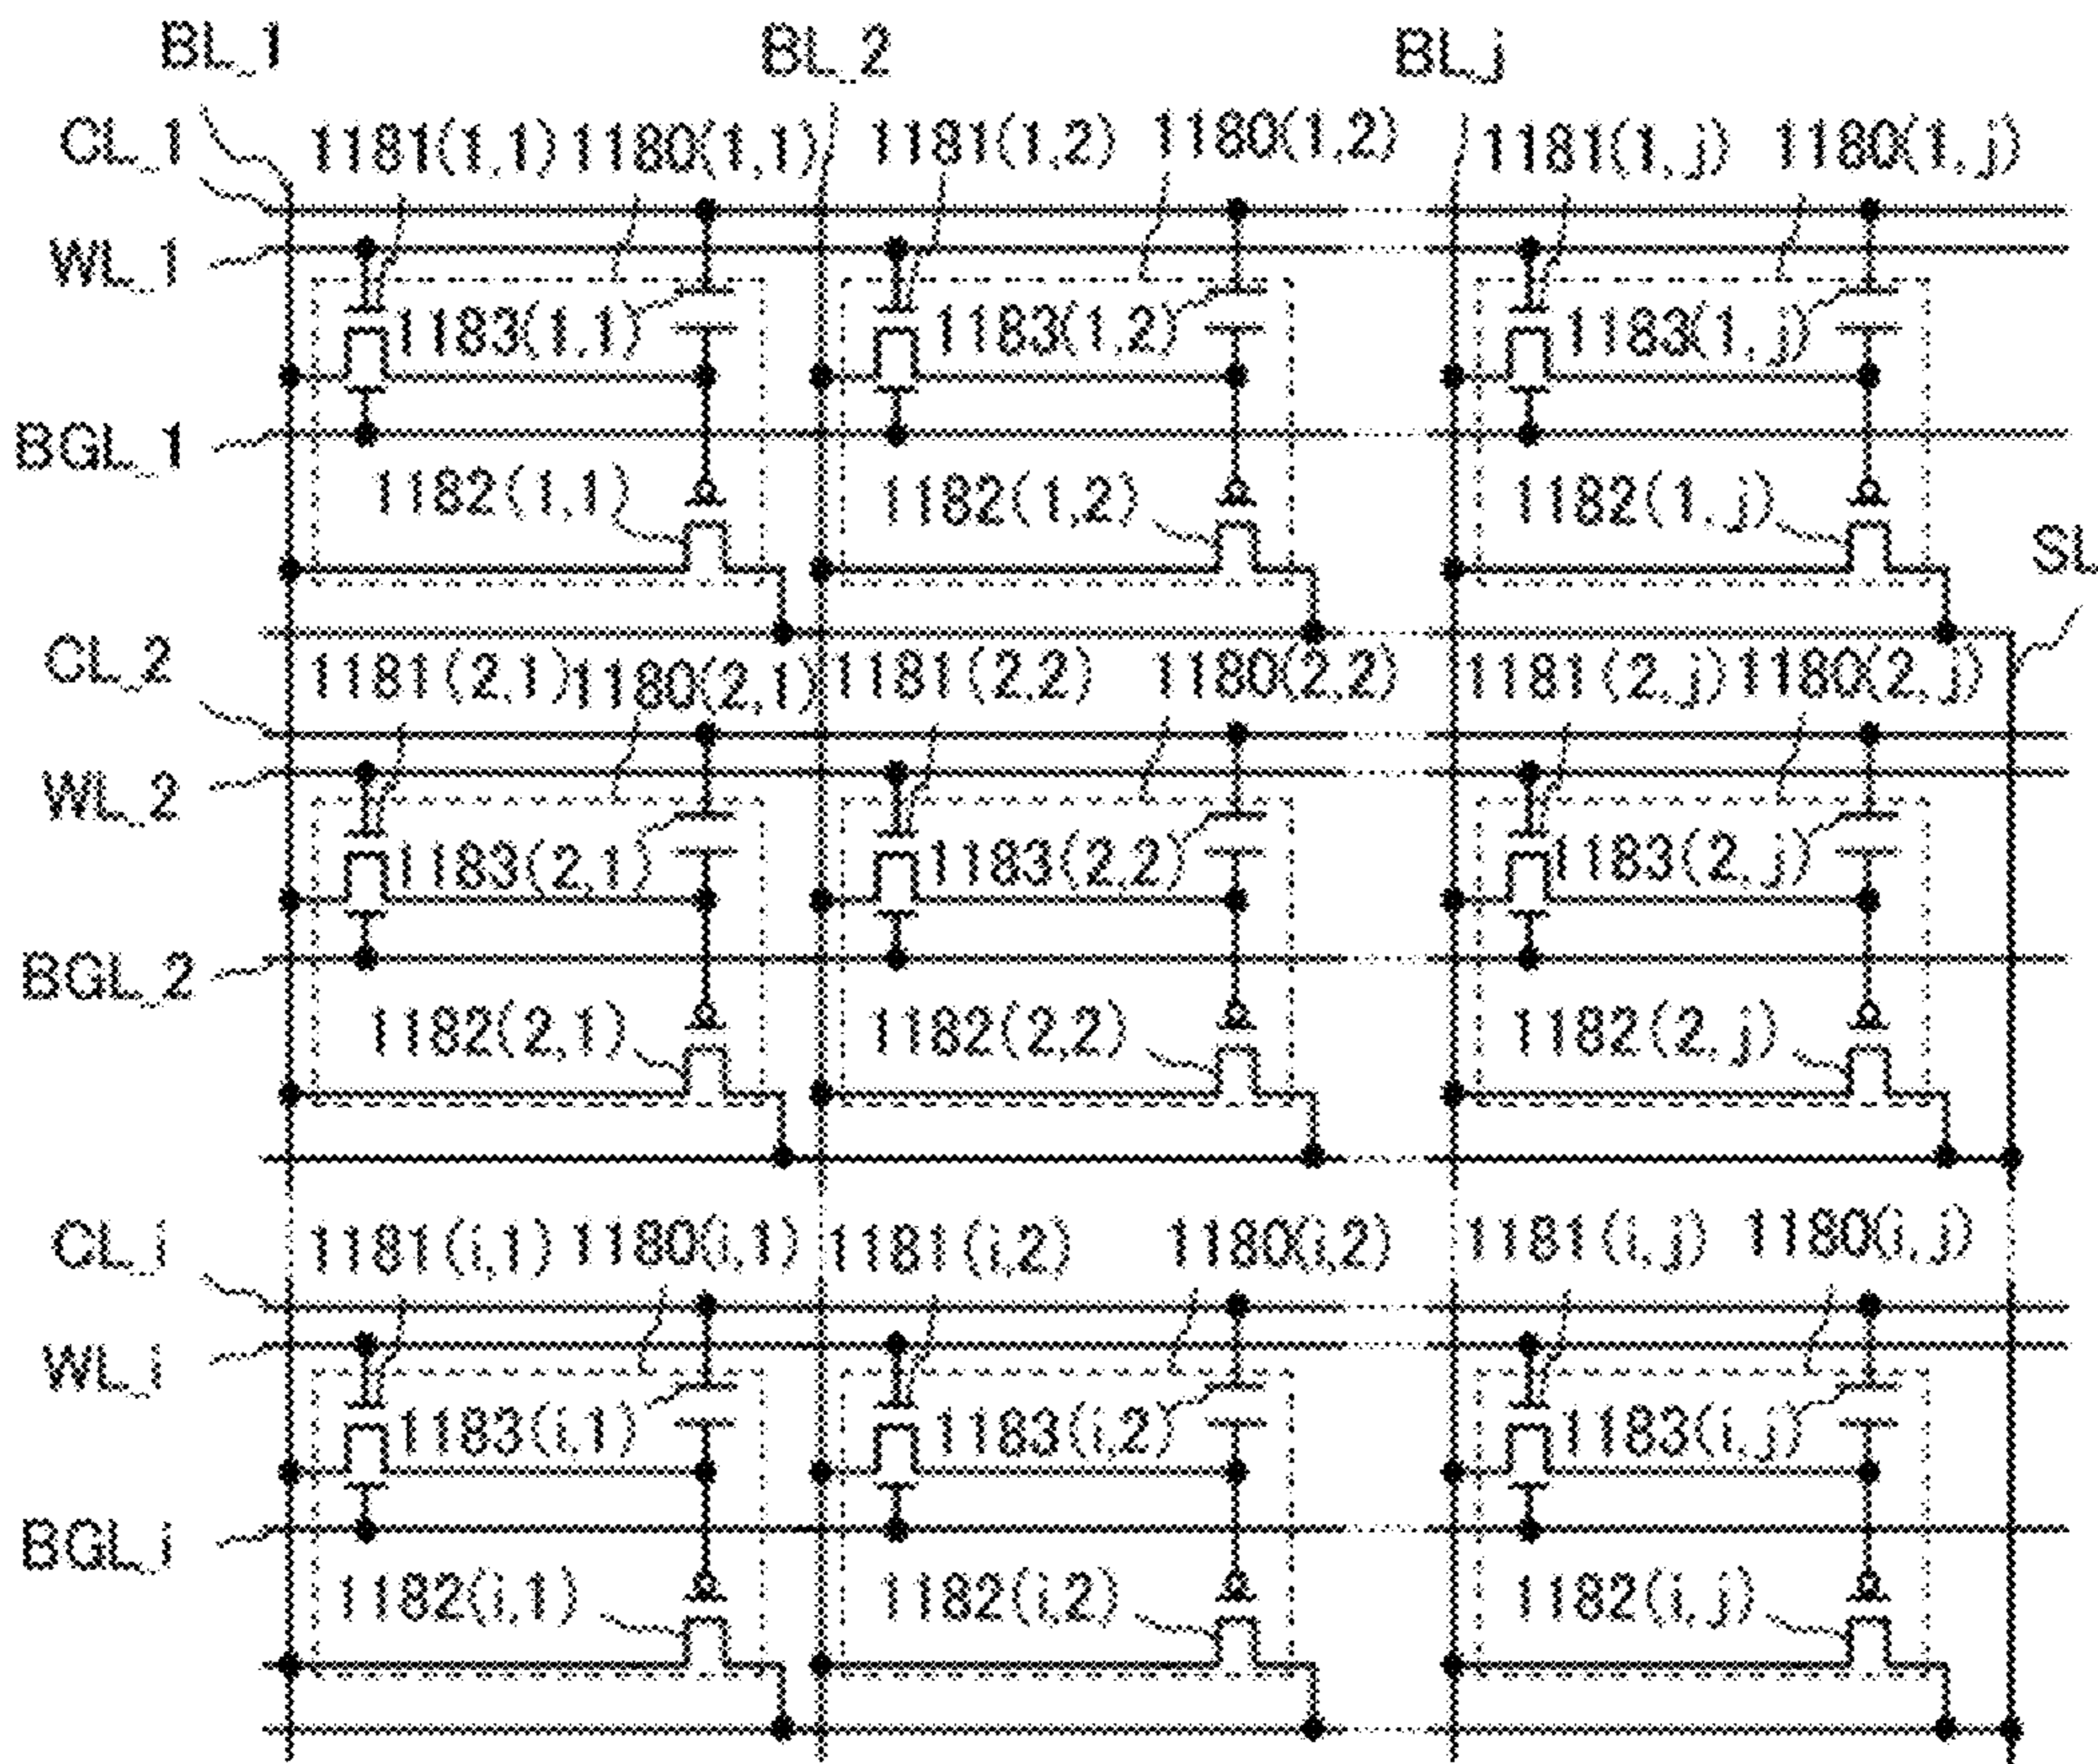 BL_1 BL_2 BL_j
CL_1 1181(1,1) 1180(1,1) 1181(1,2) 1180(1,2) 1181(1,j) 1180(1,j)
WL_1
1183(1,1) 1183(1,2) 1183(1,j)
BGL_1
1182(1,1) 1182(1,2) 1182(1,j)
SL
CL_2 1181(2,1) 1180(2,1) 1181(2,2) 1180(2,2) 1181(2,j) 1180(2,j)
WL_2
1183(2,1) 1183(2,2) 1183(2,j)
BGL_2
1182(2,1) 1182(2,2) 1182(2,j)
CL_i 1181(i,1) 1180(i,1) 1181(i,2) 1180(i,2) 1181(i,j) 1180(i,j)
WL_i
1183(i,1) 1183(i,2) 1183(i,j)
BGL_i
1182(i,1) 1182(i,2) 1182(i,j)